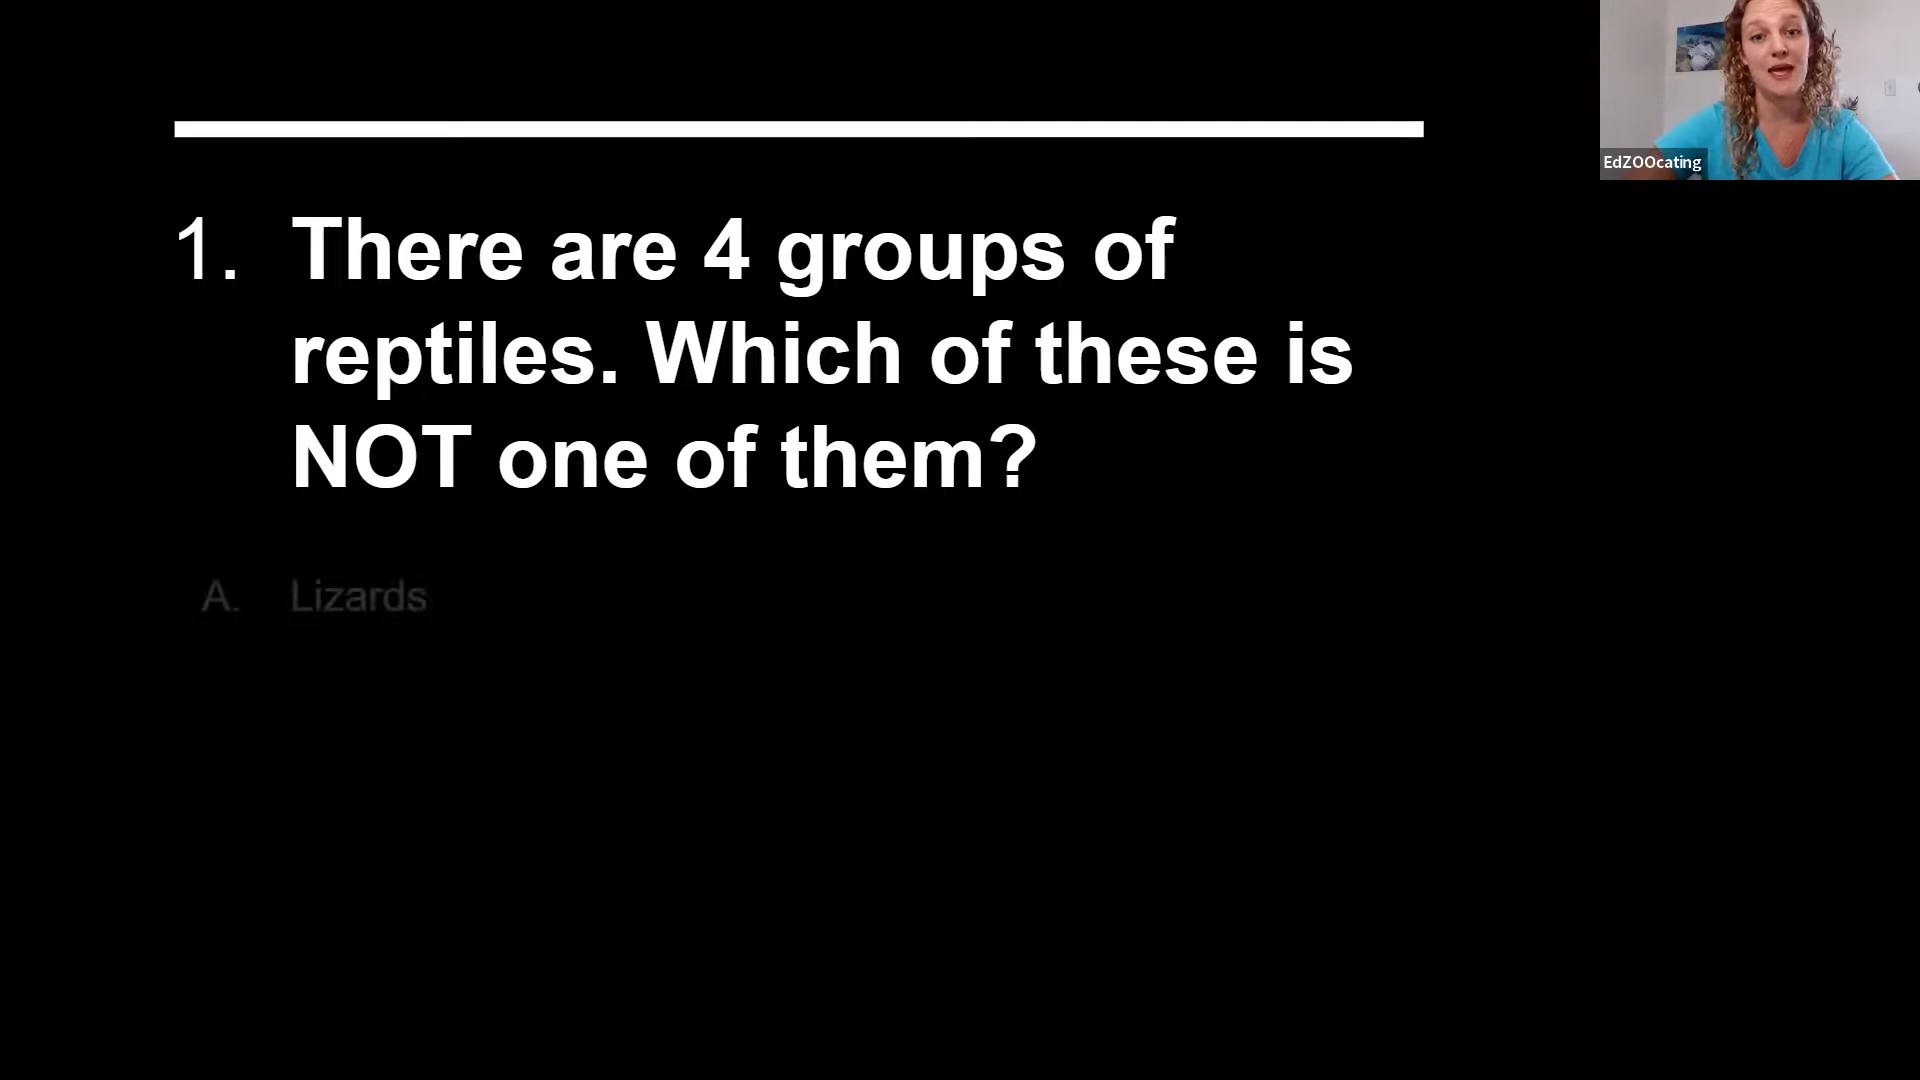 EdZOOcating
1. There are 4 groups of
reptiles. Which of these is
NOT one of them?
A. Lizards